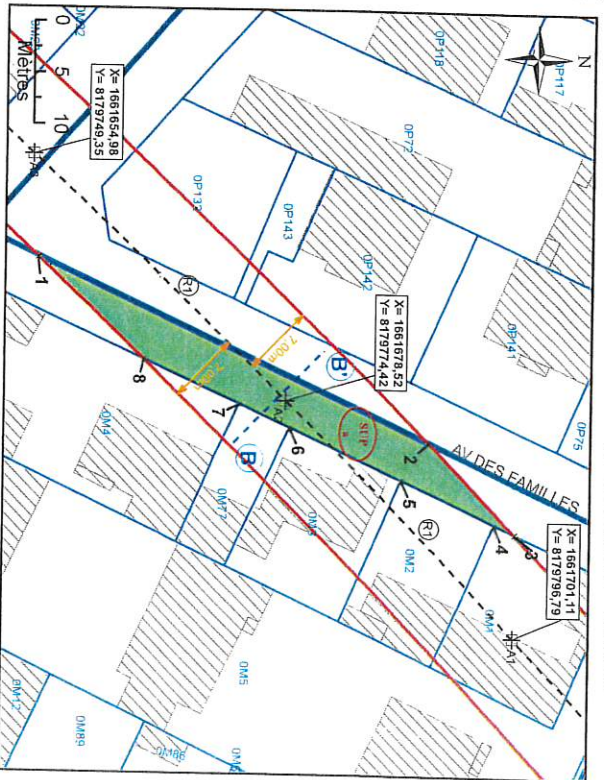 N
0P117
0P118
0P72
0P132
0P143
0P142
0P141
0P75
X= 1661654,98
Y= 8179749,35
X= 1661678,52
Y= 8179774,42
X= 1661701,11
Y= 8179796,79
AV DES FAMILLES
R1
R1
7,00m
7,00m
B'
B
SUP
A1
1
2
3
4
5
6
7
8
0M1
0M2
0M77
0M4
0M5
0M12
0M89
0M86
0 5 10
Mètres